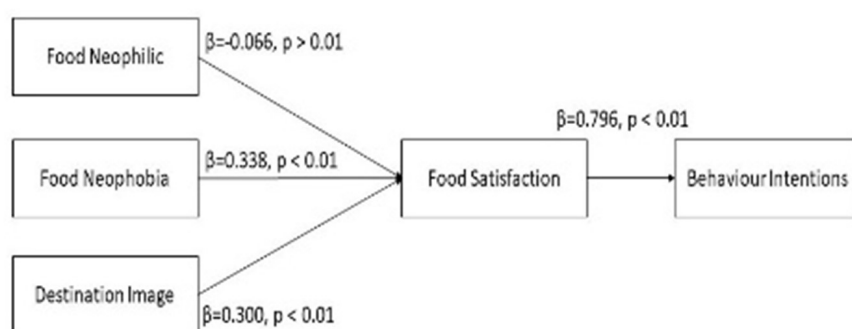 Food Neophilic
β=-0.066, p > 0.01
Food Neophobia
β=0.338, p < 0.01
Destination Image
β=0.300, p < 0.01
Food Satisfaction
β=0.796, p < 0.01
Behaviour Intentions